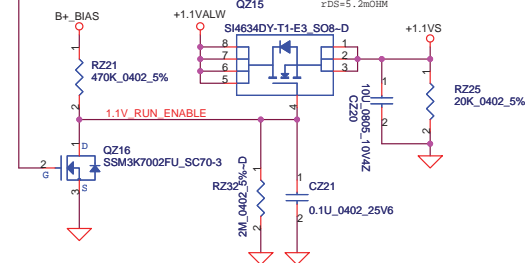 QZ15
rDS=5.2mOHM
B+_BIAS
+1.1VALW
SI4634DY-T1-E3_SO8~D
+1.1VS
8
7
6
5
1
2
3
4
1
RZ21
470K_0402_5%
2
1
10U_0805_10V4Z
CZ20
2
1
RZ25
20K_0402_5%
2
1.1V_RUN_ENABLE
1
D
QZ16
SSM3K7002FU_SC70-3
2
G
S
3
1
RZ32
2M_0402_5%~D
2
1
CZ21
0.1U_0402_25V6
2